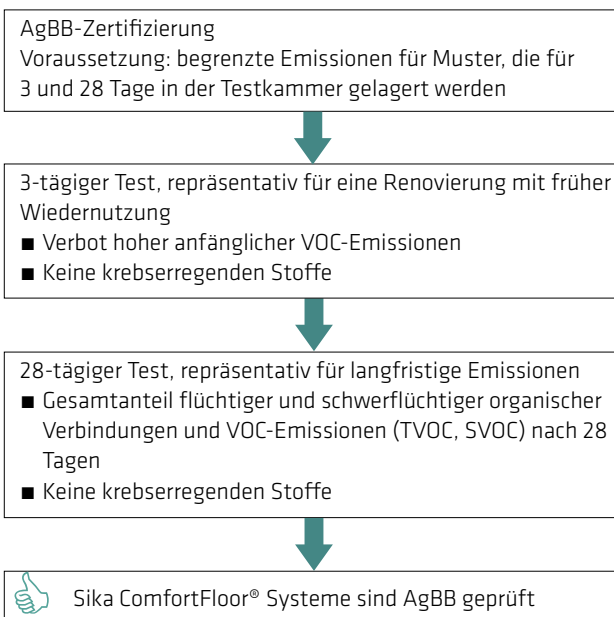 AgBB-Zertifizierung
Voraussetzung: begrenzte Emissionen für Muster, die für
3 und 28 Tage in der Testkammer gelagert werden
3-tägiger Test, repräsentativ für eine Renovierung mit früher
Wiedernutzung
■ Verbot hoher anfänglicher VOC-Emissionen
■ Keine krebserregenden Stoffe
28-tägiger Test, repräsentativ für langfristige Emissionen
■ Gesamtanteil flüchtiger und schwerflüchtiger organischer
Verbindungen und VOC-Emissionen (TVOC, SVOC) nach 28
Tagen
■ Keine krebserregenden Stoffe
Sika ComfortFloor® Systeme sind AgBB geprüft